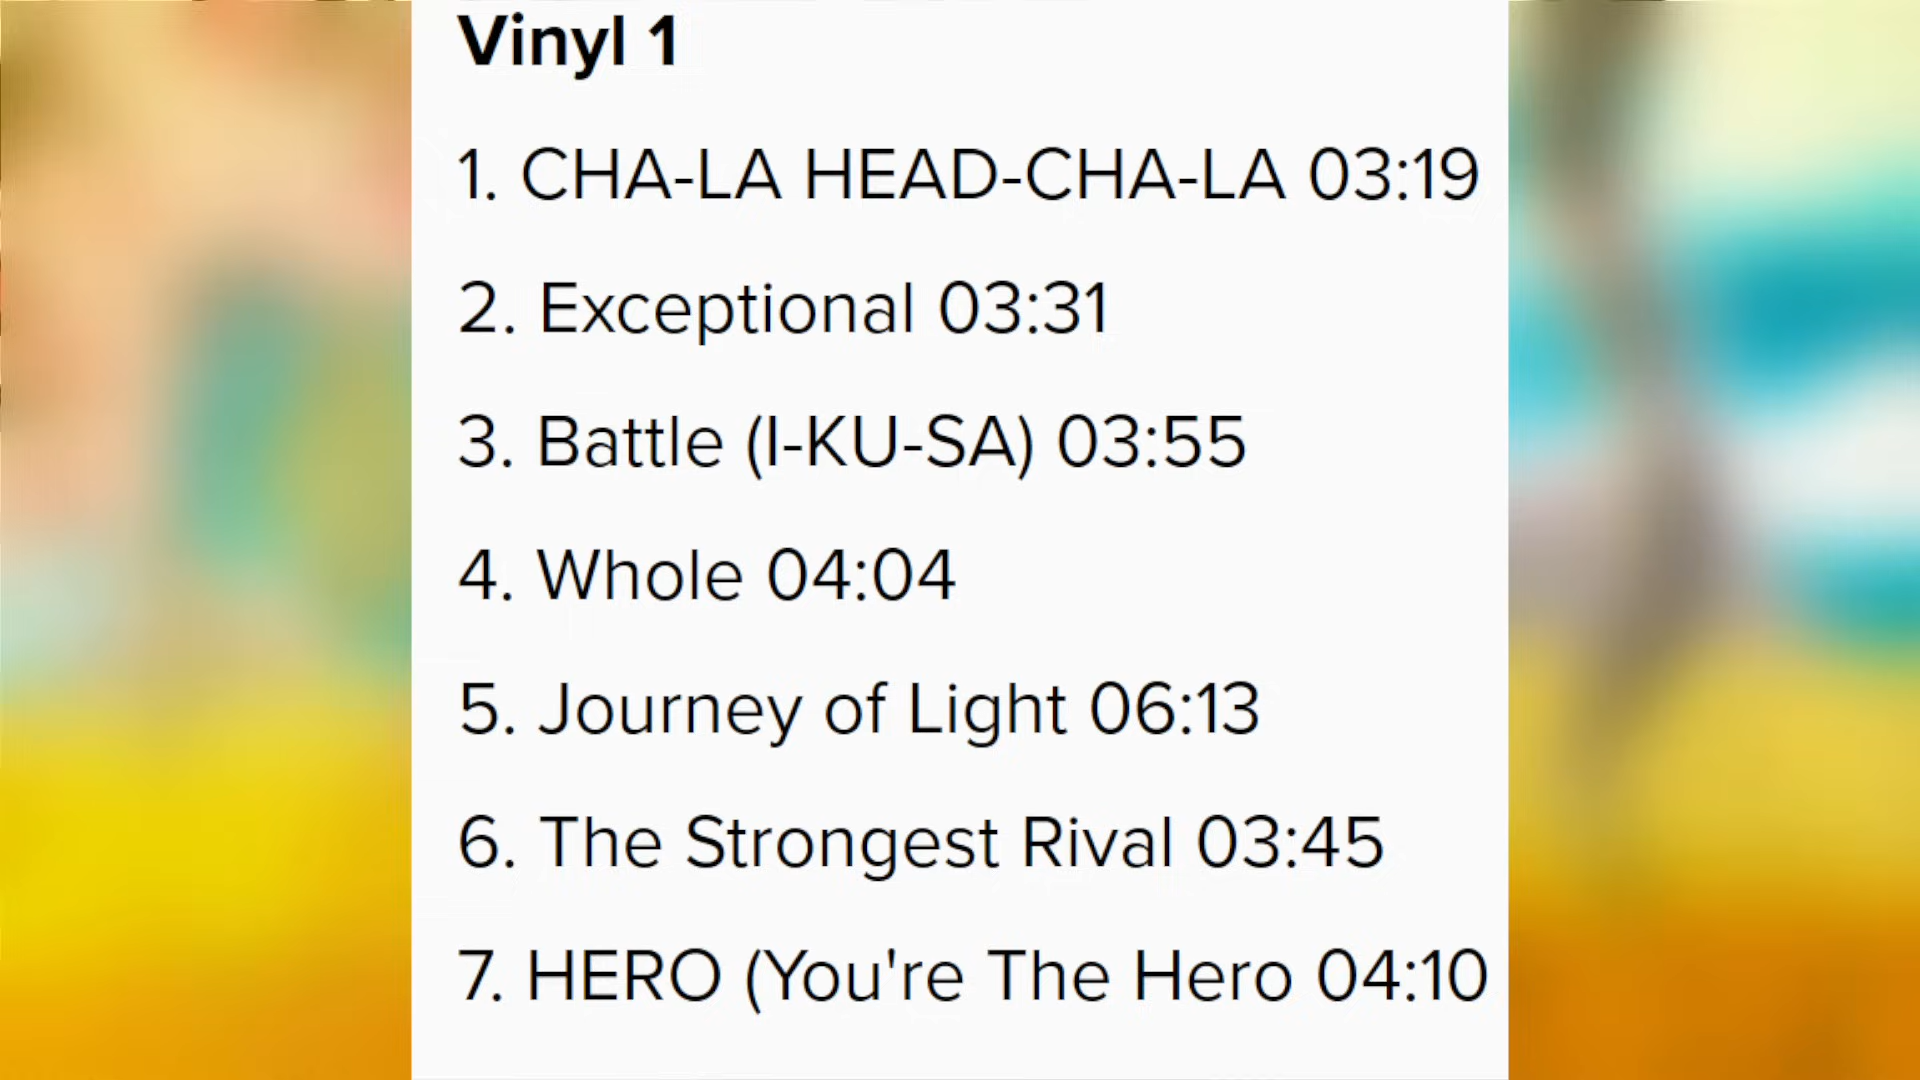 Vinyl 1
1. CHA-LA HEAD-CHA-LA 03:19
2. Exceptional 03:31
3. Battle (I-KU-SA) 03:55
4. Whole 04:04
5. Journey of Light 06:13
6. The Strongest Rival 03:45
7. HERO (You're The Hero 04:10